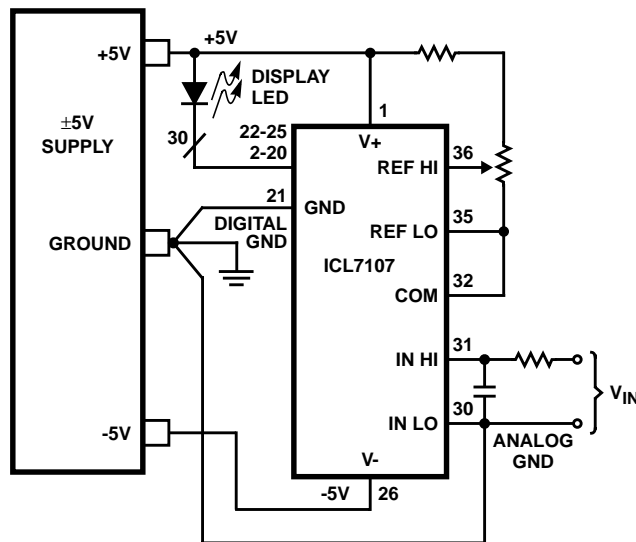 +5V
±5V
SUPPLY
GROUND
-5V
+5V
DISPLAY
LED
30
22-25
2-20
21
DIGITAL
GND
1
V+
REF HI
36
GND
REF LO
35
ICL7107
COM
32
IN HI
31
IN LO
30
V-
-5V
26
ANALOG
GND
VIN